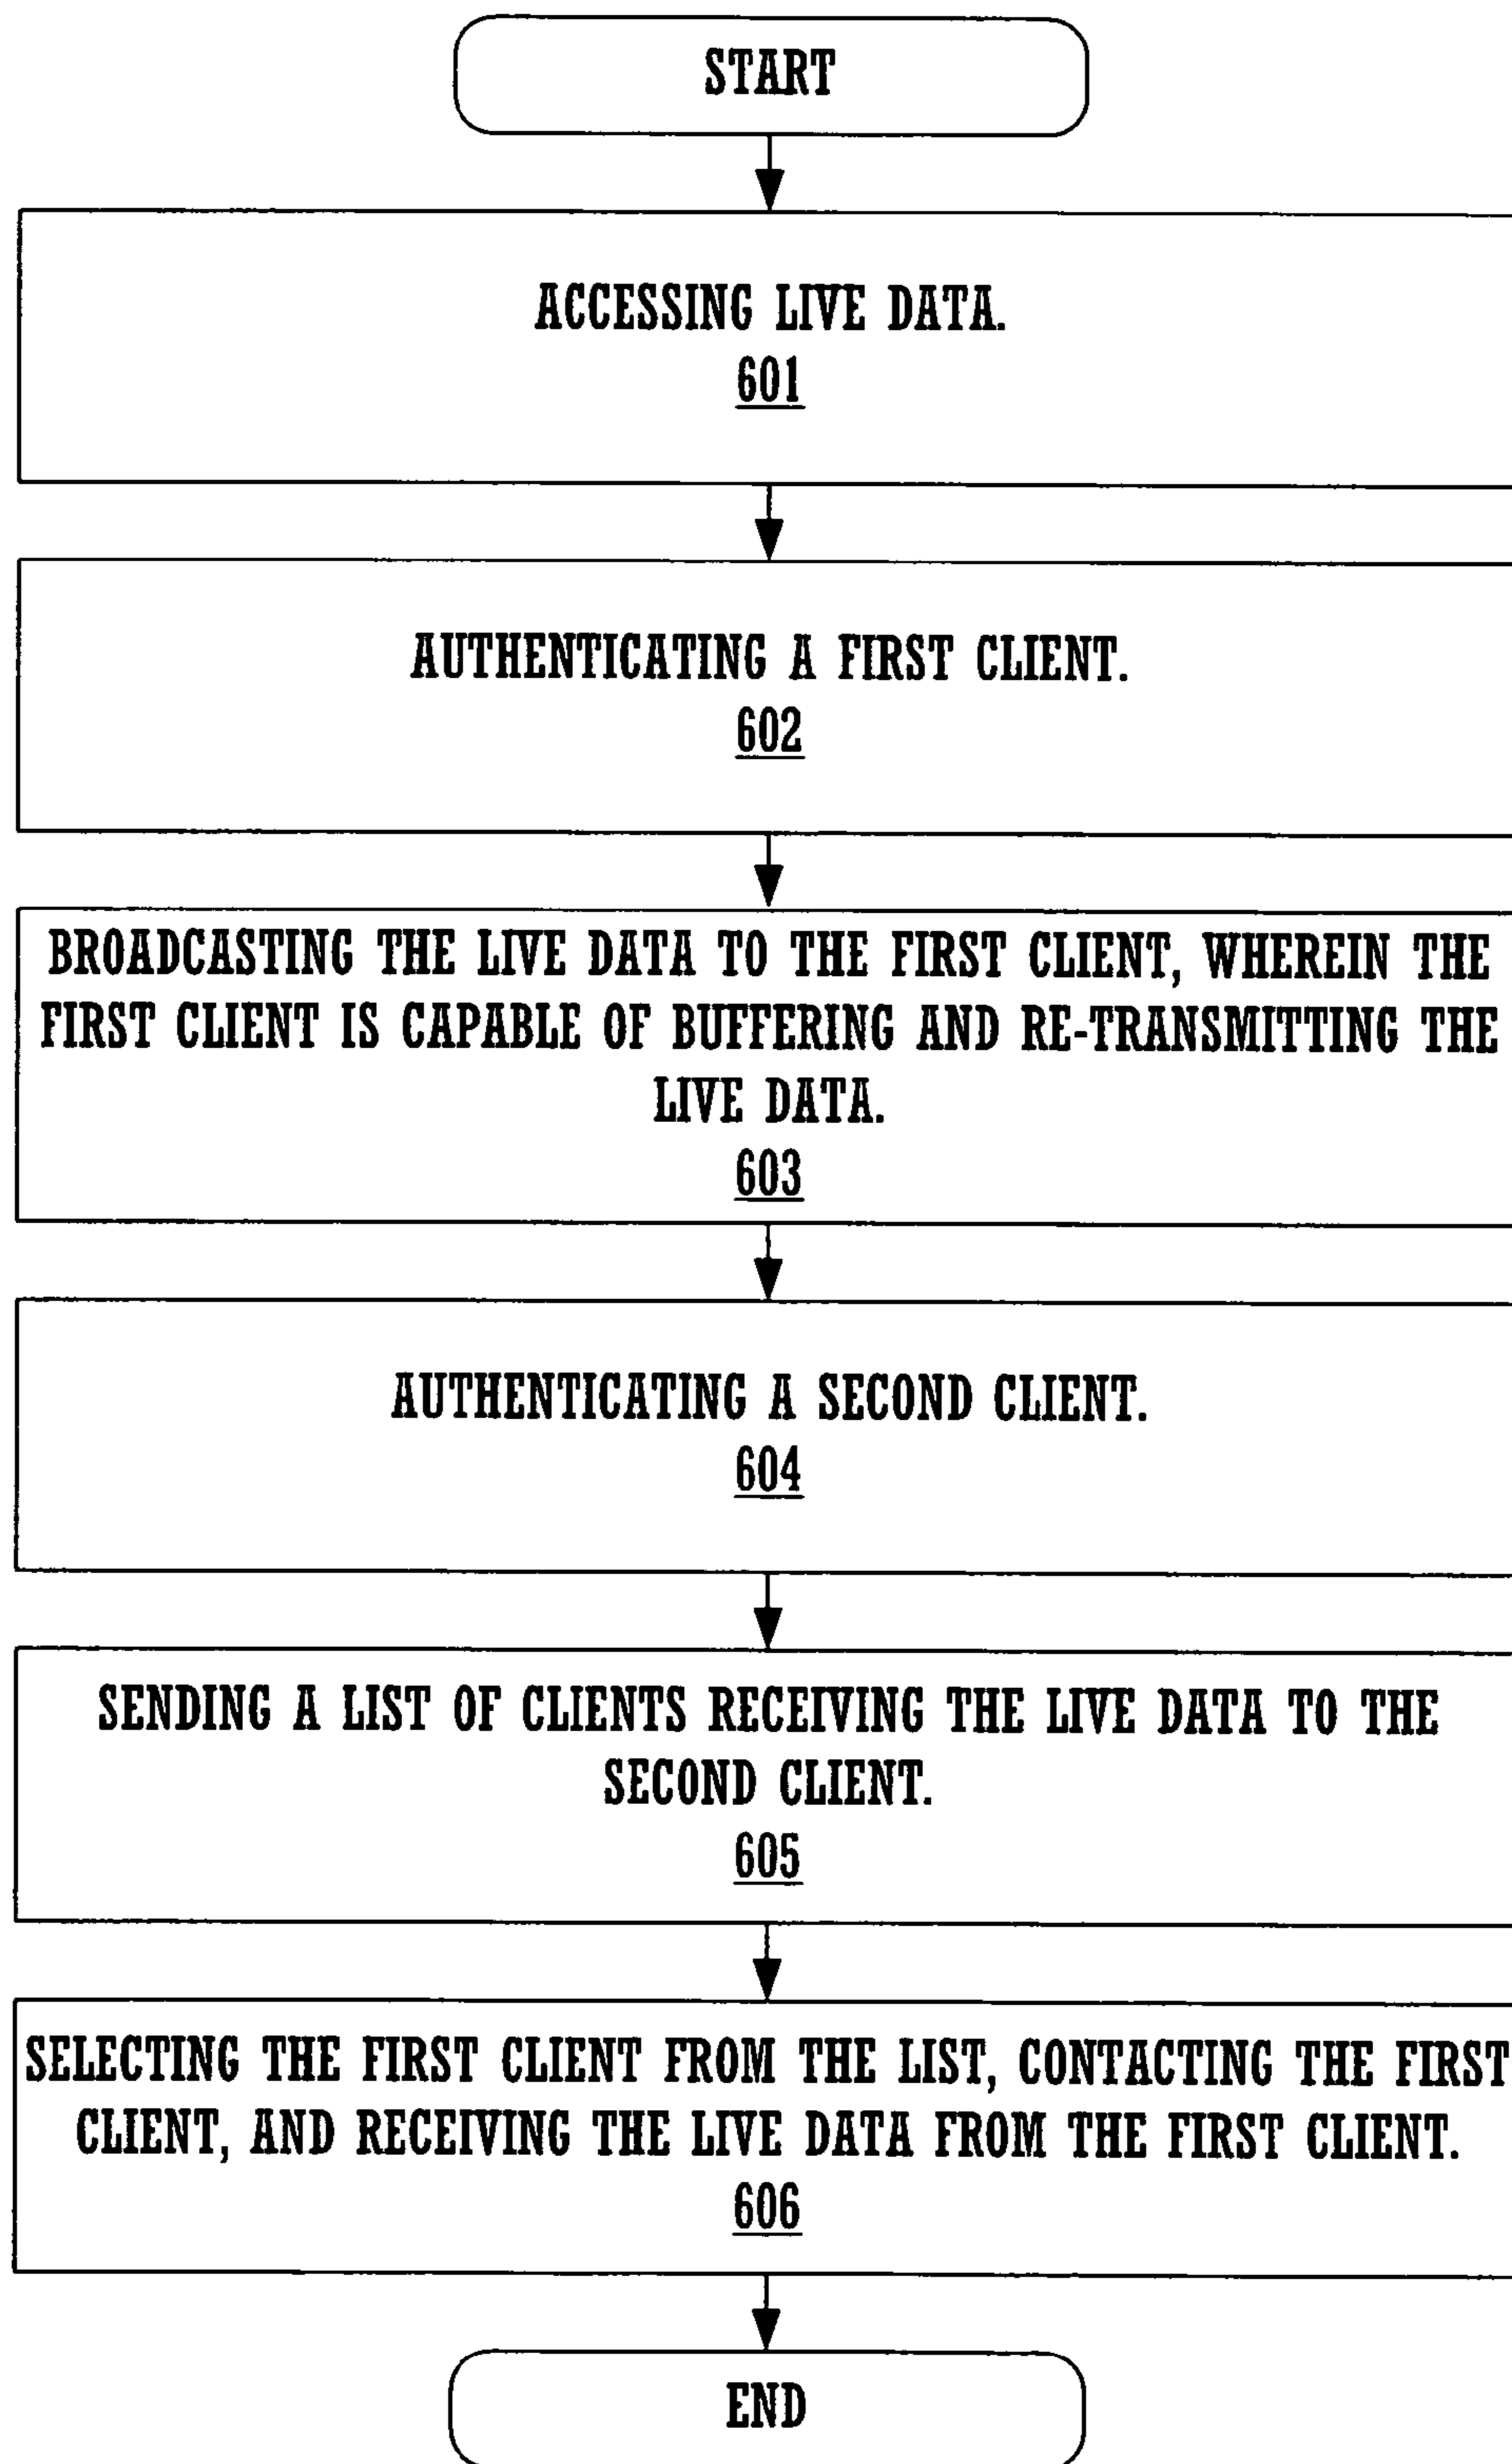 START
ACCESSING LIVE DATA.
601
AUTHENTICATING A FIRST CLIENT.
602
BROADCASTING THE LIVE DATA TO THE FIRST CLIENT, WHEREIN THE
FIRST CLIENT IS CAPABLE OF BUFFERING AND RE-TRANSMITTING THE
LIVE DATA.
603
AUTHENTICATING A SECOND CLIENT.
604
SENDING A LIST OF CLIENTS RECEIVING THE LIVE DATA TO THE
SECOND CLIENT.
605
SELECTING THE FIRST CLIENT FROM THE LIST, CONTACTING THE FIRST
CLIENT, AND RECEIVING THE LIVE DATA FROM THE FIRST CLIENT.
606
END